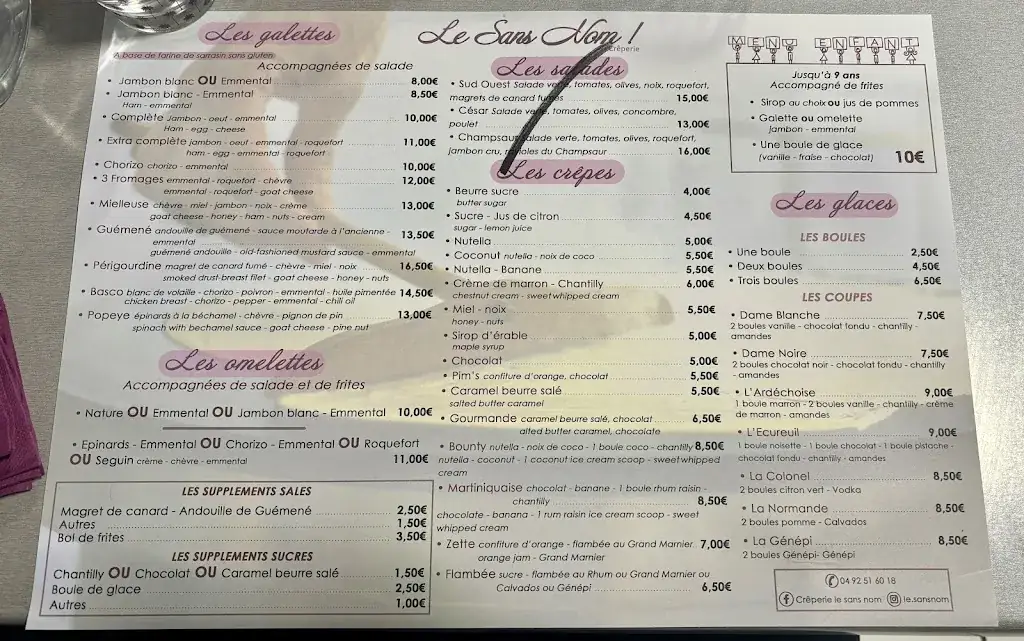 Les galettes
A base de farine de sarrasin sans gluten
Accompagnées de salade
• Jambon blanc OU Emmental 8,00€
• Jambon blanc - Emmental 8,50€
Ham - emmental
• Complète Jambon - oeuf - emmental 10,00€
Ham - egg - cheese
• Extra complète jambon - oeuf - emmental - roquefort 11,00€
ham - egg - emmental - roquefort
• Chorizo chorizo - emmental 10,00€
• 3 Fromages emmental - roquefort - chèvre 12,00€
emmental - roquefort - goat cheese
• Mielleuse chèvre - miel - jambon - noix - crème 13,00€
goat cheese - honey - ham - nuts - cream
• Guémené andouille de guémené - sauce moutarde à l'ancienne - 13,50€
emmental
guémené andouille - old-fashioned mustard sauce - emmental
• Périgourdine magret de canard fumé - chèvre - miel - noix 16,50€
smoked drust-breast filet - goat cheese - honey - nuts
• Basco blanc de volaille - chorizo - poivron - emmental - huile pimentée 14,50€
chicken breast - chorizo - pepper - emmental - chili oil
• Popeye épinards à la béchamel - chèvre - pignon de pin 13,00€
spinach with bechamel sauce - goat cheese - pine nut
Les omelettes
Accompagnées de salade et de frites
• Nature OU Emmental OU Jambon blanc - Emmental 10,00€
• Epinards - Emmental OU Chorizo - Emmental OU Roquefort
OU Seguin crème - chèvre - emmental 11,00€
LES SUPPLEMENTS SALES
Magret de canard - Andouille de Guémené 2,50€
Autres 1,50€
Bol de frites 3,50€
LES SUPPLEMENTS SUCRES
Chantilly OU Chocolat OU Caramel beurre salé 1,50€
Boule de glace 2,50€
Autres 1,00€
Le Sans Nom !
Crêperie
Les salades
• Sud Ouest Salade verte, tomates, olives, noix, roquefort,
magrets de canard fumés 15,00€
• César Salade verte, tomates, olives, concombre,
poulet 13,00€
• Champsaur salade verte, tomates, olives, roquefort,
jambon cru, ravioles du Champsaur 16,00€
Les crêpes
• Beurre sucre 4,00€
butter sugar
• Sucre - Jus de citron 4,50€
sugar - lemon juice
• Nutella 5,00€
• Coconut nutella - noix de coco 5,50€
• Nutella - Banane 5,50€
• Crème de marron - Chantilly 6,00€
chestnut cream - sweet whipped cream
• Miel - noix 5,50€
honey - nuts
• Sirop d'érable 5,00€
maple syrup
• Chocolat 5,00€
• Pim's confiture d'orange, chocolat 5,50€
• Caramel beurre salé 5,50€
salted butter caramel
• Gourmande caramel beurre salé, chocolat 6,50€
alted butter caramel, chocolate
• Bounty nutella - noix de coco - 1 boule coco - chantilly 8,50€
nutella - coconut - 1 coconut ice cream scoop - sweet whipped
cream
• Martiniquaise chocolat - banane - 1 boule rhum raisin -
chantilly 8,50€
chocolate - banana - 1 rum raisin ice cream scoop - sweet
whipped cream
• Zette confiture d'orange - flambée au Grand Marnier 7,00€
orange jam - Grand Marnier
• Flambée sucre - flambée au Rhum ou Grand Marnier ou
Calvados ou Génépi 6,50€
MENU ENFANT
Jusqu'à 9 ans
Accompagné de frites
• Sirop au choix ou jus de pommes
• Galette ou omelette
jambon - emmental
• Une boule de glace
(vanille - fraise - chocolat) 10€
Les glaces
LES BOULES
• Une boule 2,50€
• Deux boules 4,50€
• Trois boules 6,50€
LES COUPES
• Dame Blanche 7,50€
2 boules vanille - chocolat fondu - chantilly -
amandes
• Dame Noire 7,50€
2 boules chocolat noir - chocolat fondu - chantilly
- amandes
• L'Ardéchoise 9,00€
1 boule marron - 2 boules vanille - chantilly - crème
de marron - amandes
• L'Ecureuil 9,00€
1 boule noisette - 1 boule chocolat - 1 boule pistache -
chocolat fondu - chantilly - amandes
• La Colonel 8,50€
2 boules citron vert - Vodka
• La Normande 8,50€
2 boules pomme - Calvados
• La Génépi 8,50€
2 boules Génépi- Génépi
04 92 51 60 18
Crêperie le sans nom le.sansnom